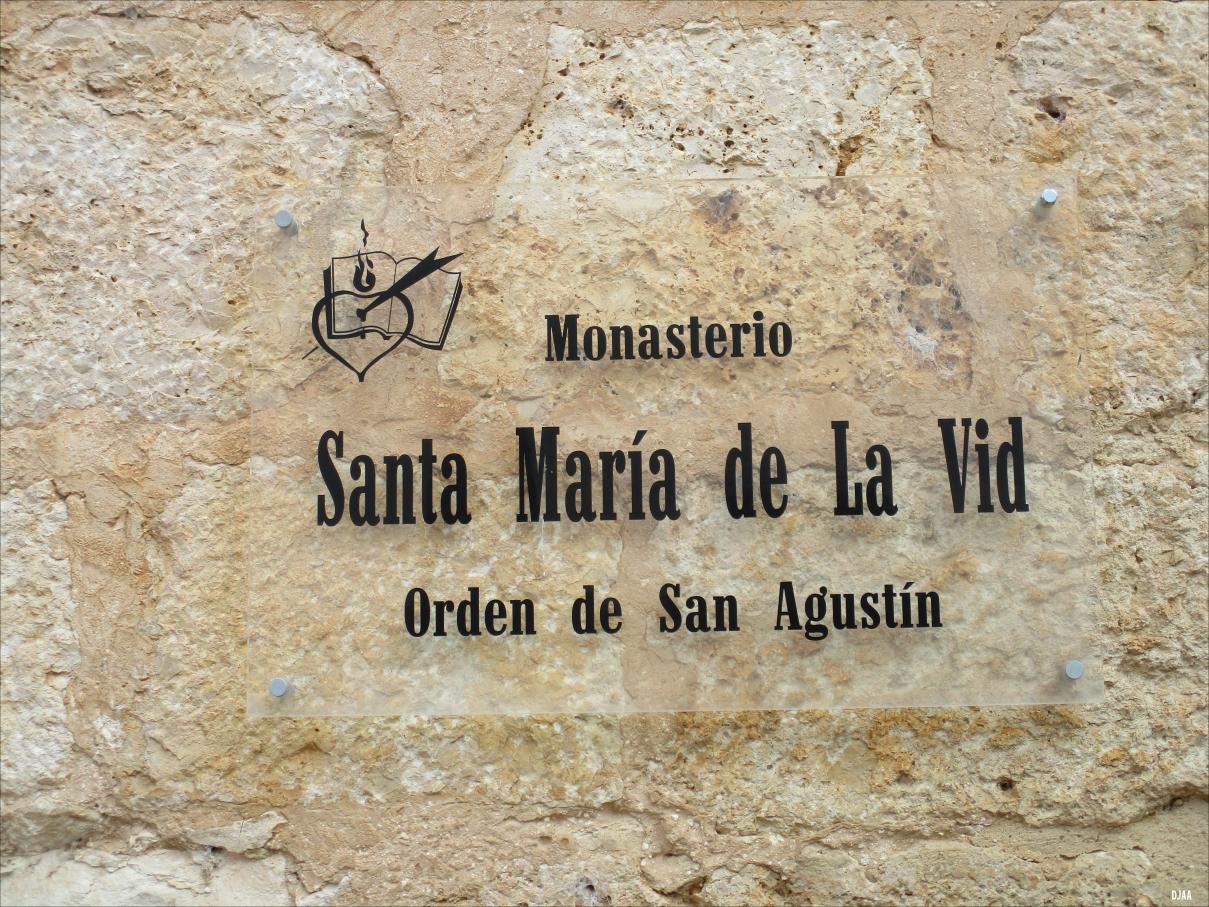 Monasterio
Santa María de La Vid
Orden de San Agustín
DJAA